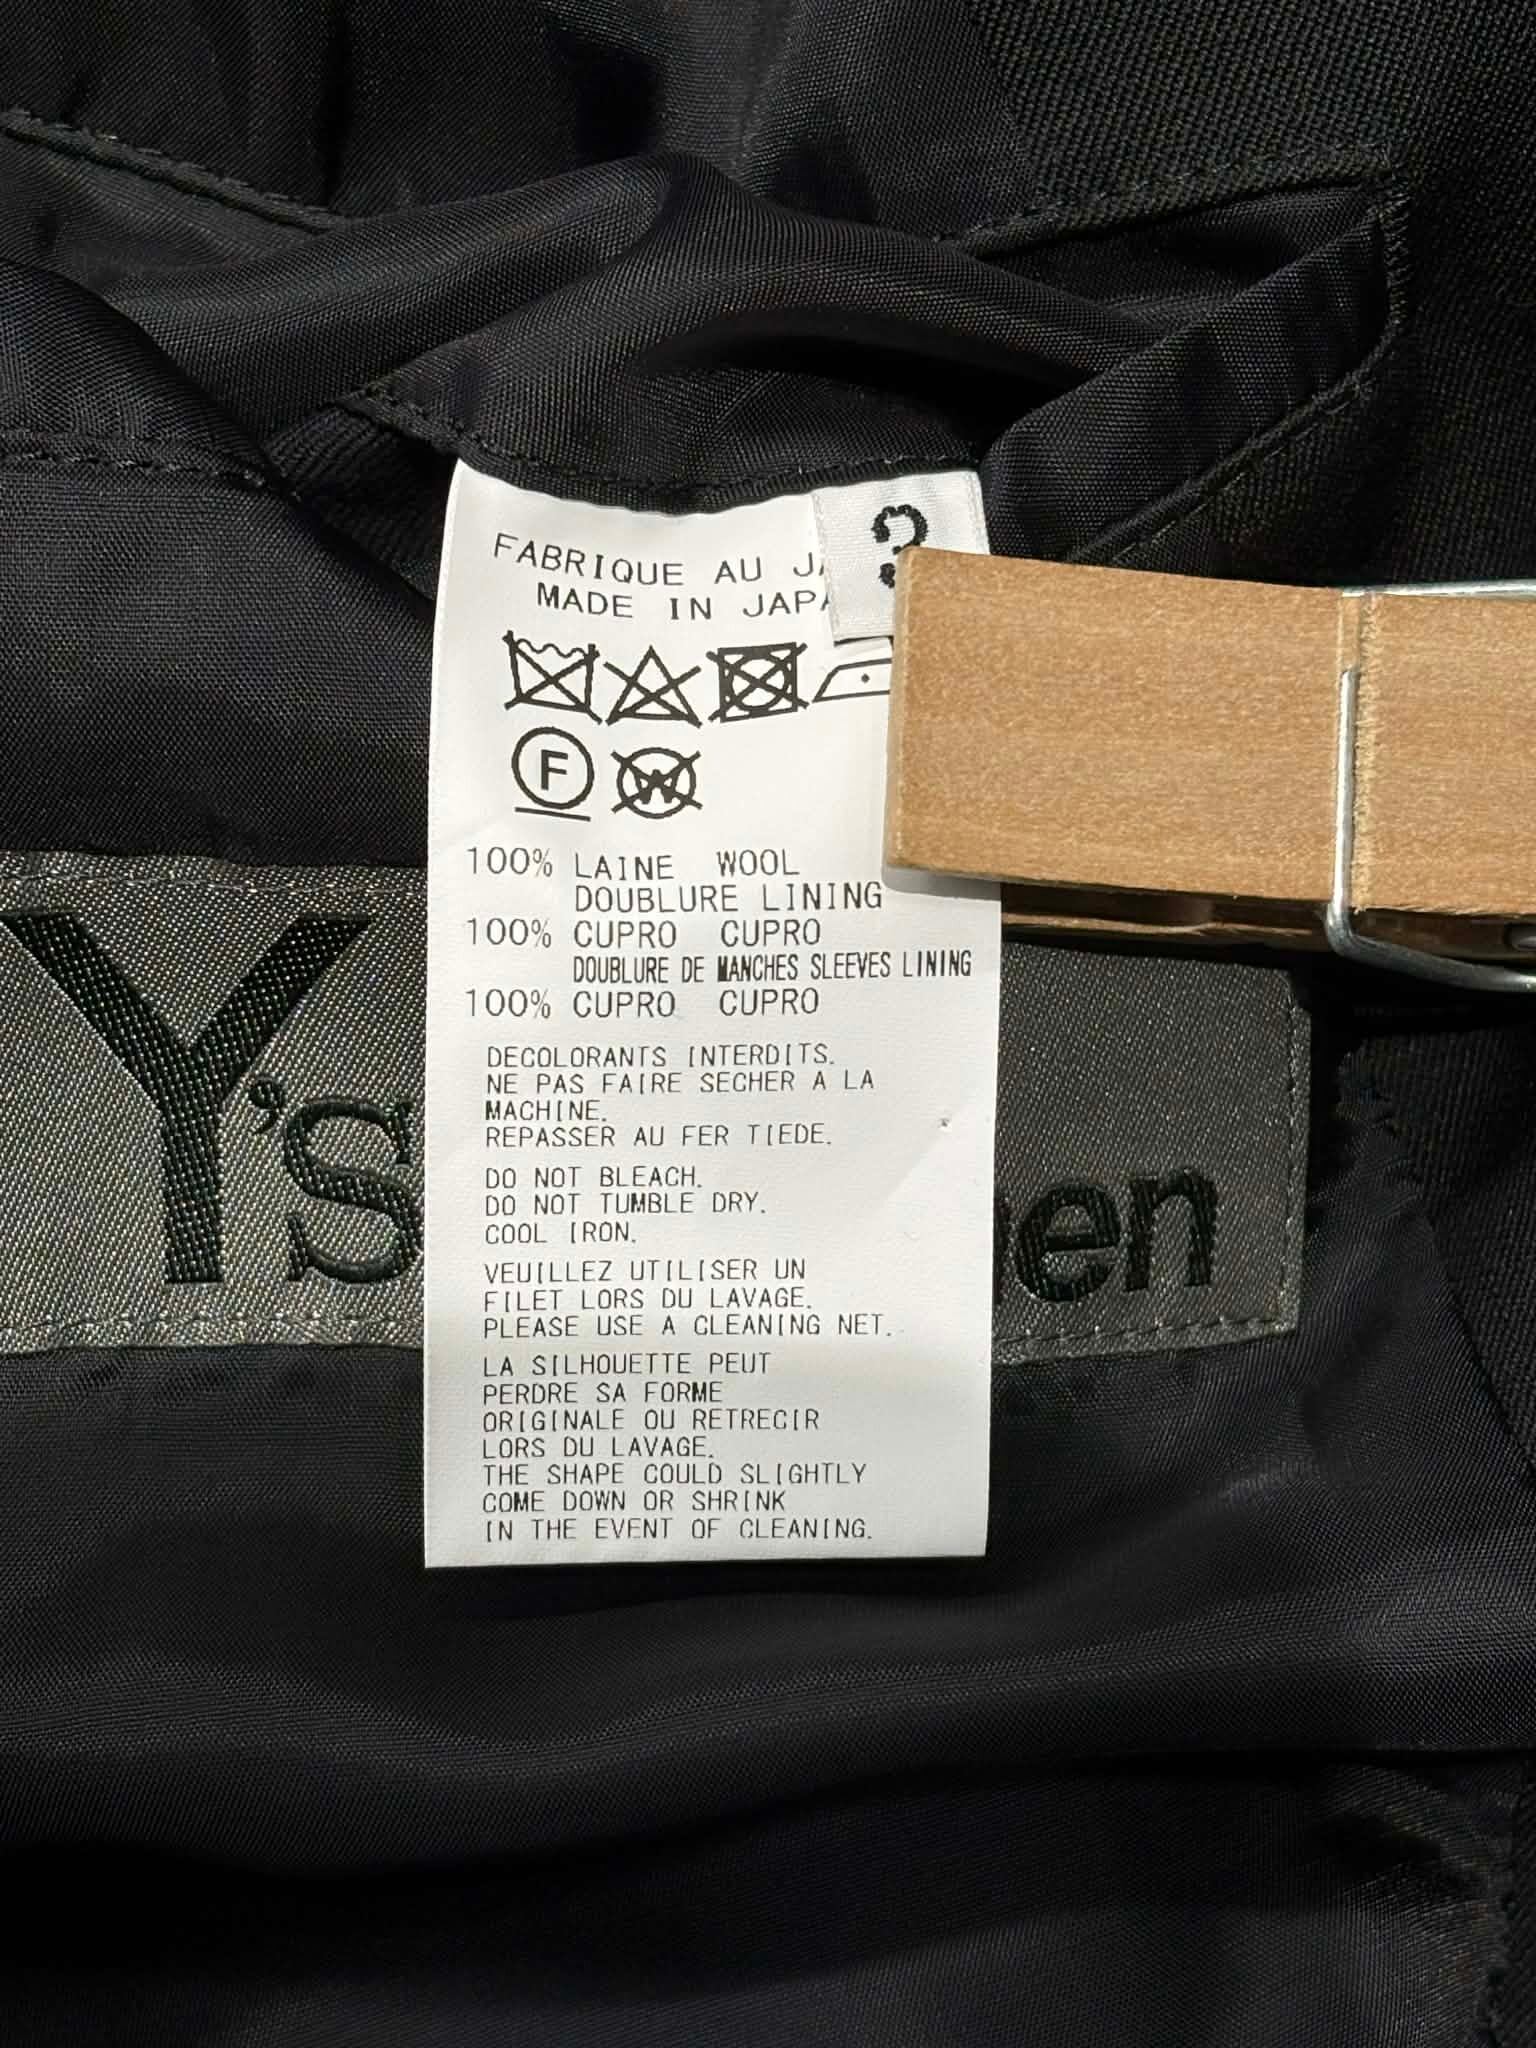 FABRIQUE AU
MADE IN
3
F
W
100% LAINE WOOL
DOUBLURE LINING
100% CUPRO CUPRO
DOUBLURE DE MANCHES SLEEVES LINING
100% CUPRO CUPRO
DECOLORANTS INTERDITS.
NE PAS FAIRE SECHER A LA
MACHINE.
REPASSER AU FER TIEDE.
DO NOT BLEACH.
DO NOT TUMBLE DRY.
COOL IRON.
VEUILLEZ UTILISER UN
FILET LORS DU LAVAGE.
PLEASE USE A CLEANING NET.
LA SILHOUETTE PEUT
PERDRE SA FORME
ORIGINALE OU RETRECIR
LORS DU LAVAGE.
THE SHAPE COULD SLIGHTLY
COME DOWN OR SHRINK
IN THE EVENT OF CLEANING.
Y's